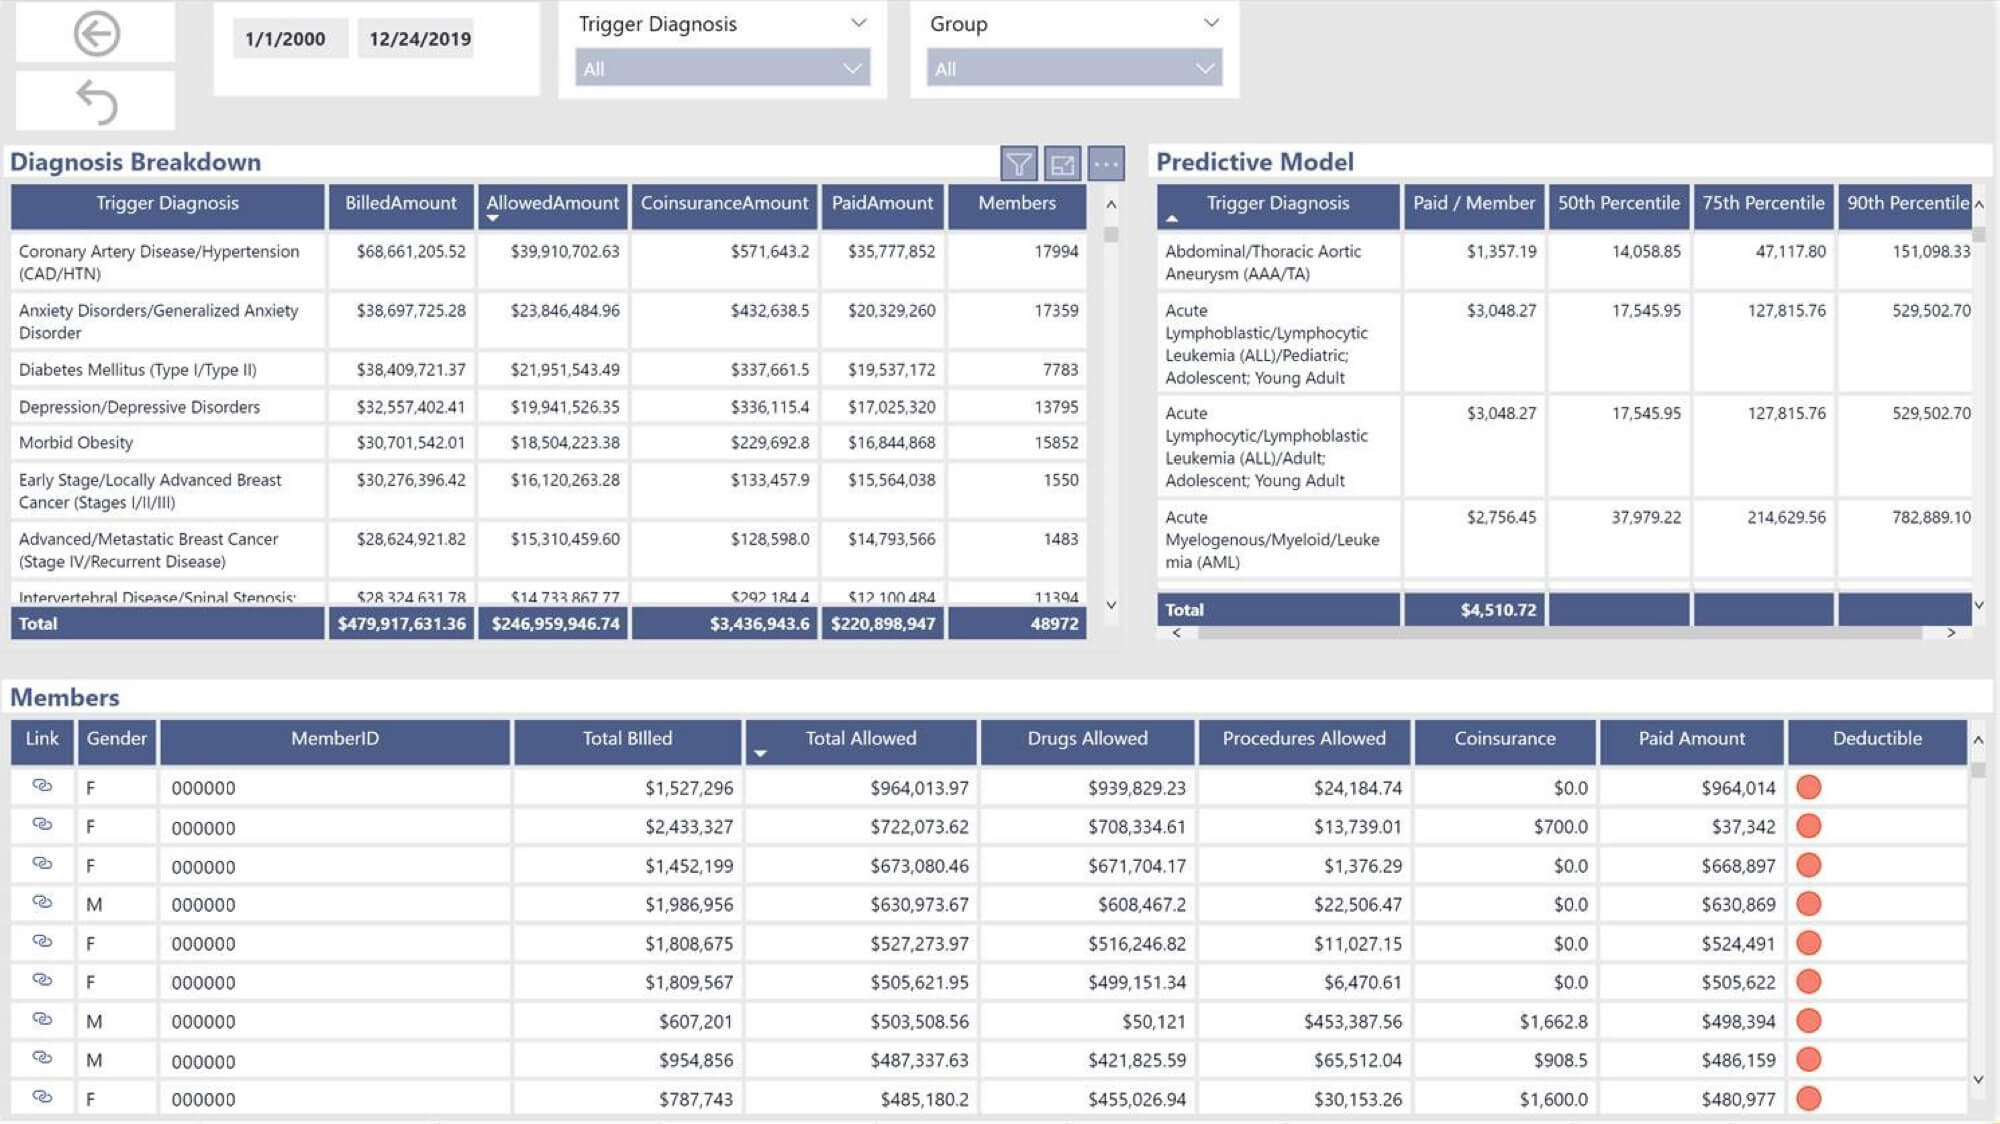 1/1/2000 12/24/2019
Trigger Diagnosis
All
Group
All
Diagnosis Breakdown
Trigger Diagnosis BilledAmount AllowedAmount CoinsuranceAmount PaidAmount Members
Coronary Artery Disease/Hypertension $68,661,205.52 $39,910,702.63 $571,643.2 $35,777,852 17994
(CAD/HTN)
Anxiety Disorders/Generalized Anxiety $38,697,725.28 $23,846,484.96 $432,638.5 $20,329,260 17359
Disorder
Diabetes Mellitus (Type I/Type II) $38,409,721.37 $21,951,543.49 $337,661.5 $19,537,172 7783
Depression/Depressive Disorders $32,557,402.41 $19,941,526.35 $336,115.4 $17,025,320 13795
Morbid Obesity $30,701,542.01 $18,504,223.38 $229,692.8 $16,844,868 15852
Early Stage/Locally Advanced Breast $30,276,396.42 $16,120,263.28 $133,457.9 $15,564,038 1550
Cancer (Stages I/II/III)
Advanced/Metastatic Breast Cancer $28,624,921.82 $15,310,459.60 $128,598.0 $14,793,566 1483
(Stage IV/Recurrent Disease)
Intervertebral Disease/Spinal Stenosis; $28,324,631.78 $14,733,867.77 $292,184.4 $12,100,484 11394
Total $479,917,631.36 $246,959,946.74 $3,436,943.6 $220,898,947 48972
Predictive Model
Trigger Diagnosis Paid / Member 50th Percentile 75th Percentile 90th Percentile
Abdominal/Thoracic Aortic $1,357.19 14,058.85 47,117.80 151,098.33
Aneurysm (AAA/TA)
Acute $3,048.27 17,545.95 127,815.76 529,502.70
Lymphoblastic/Lymphocytic
Leukemia (ALL)/Pediatric;
Adolescent; Young Adult
Acute $3,048.27 17,545.95 127,815.76 529,502.70
Lymphocytic/Lymphoblastic
Leukemia (ALL)/Adult;
Adolescent; Young Adult
Acute $2,756.45 37,979.22 214,629.56 782,889.10
Myelogenous/Myeloid/Leuke
mia (AML)
Total $4,510.72
Members
Link Gender MemberID Total BIlled Total Allowed Drugs Allowed Procedures Allowed Coinsurance Paid Amount Deductible
F 000000 $1,527,296 $964,013.97 $939,829.23 $24,184.74 $0.0 $964,014
F 000000 $2,433,327 $722,073.62 $708,334.61 $13,739.01 $700.0 $37,342
F 000000 $1,452,199 $673,080.46 $671,704.17 $1,376.29 $0.0 $668,897
M 000000 $1,986,956 $630,973.67 $608,467.2 $22,506.47 $0.0 $630,869
F 000000 $1,808,675 $527,273.97 $516,246.82 $11,027.15 $0.0 $524,491
F 000000 $1,809,567 $505,621.95 $499,151.34 $6,470.61 $0.0 $505,622
M 000000 $607,201 $503,508.56 $50,121 $453,387.56 $1,662.8 $498,394
M 000000 $954,856 $487,337.63 $421,825.59 $65,512.04 $908.5 $486,159
F 000000 $787,743 $485,180.2 $455,026.94 $30,153.26 $1,600.0 $480,977